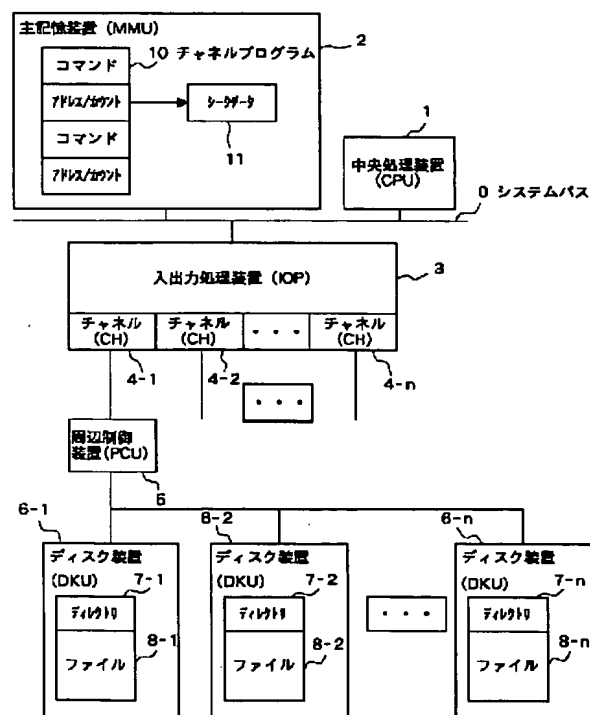 主記憶装置 (MMU)
2
10 チャネルプログラム
コマンド
アドレス/カウント
シークデータ
コマンド
11
アドレス/カウント
1
中央処理装置
(CPU)
0 システムバス
入出力処理装置 (IOP)
3
チャネル
(CH)
チャネル
(CH)
・・・
チャネル
(CH)
4-1
4-2
4-n
・・・
周辺制御
装置(PCU)
5
6-1
6-2
6-n
ディスク装置
(DKU)
ディスク装置
(DKU)
ディスク装置
(DKU)
7-1
7-2
7-n
ディレクトリ
ディレクトリ
・・・
ディレクトリ
ファイル
ファイル
ファイル
8-1
8-2
8-n